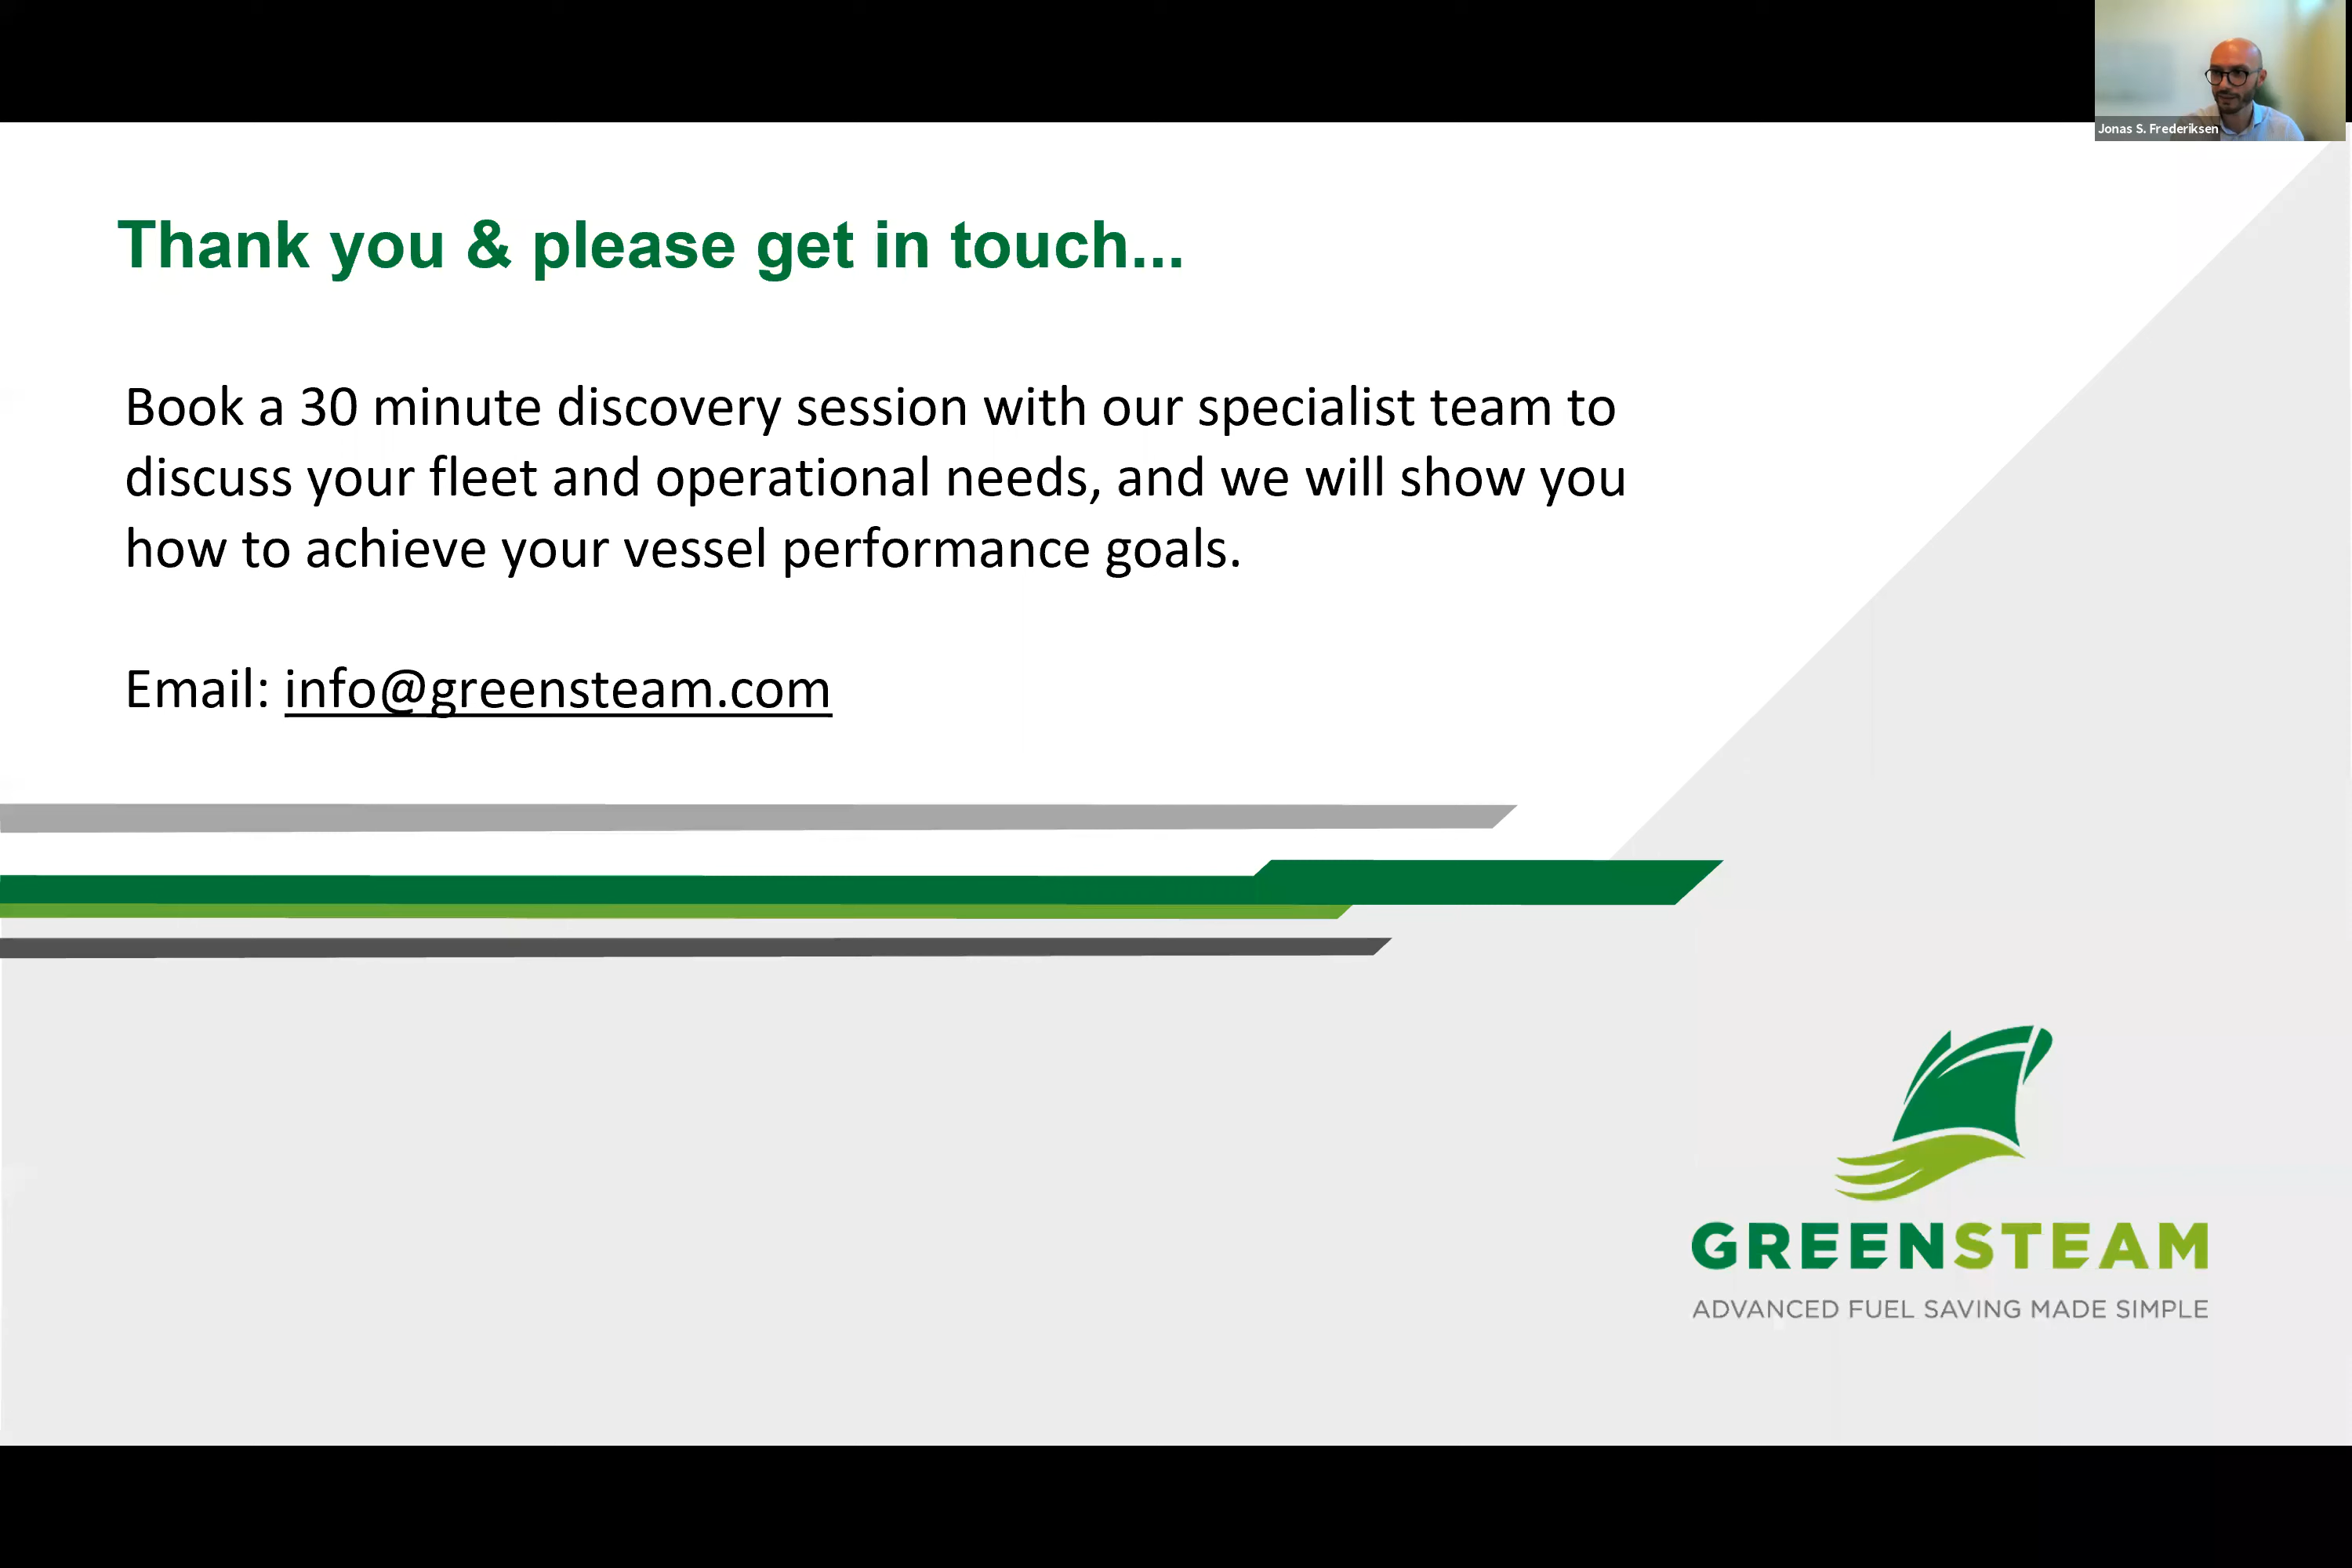 Jonas S. Frederiksen
Thank you & please get in touch...
Book a 30 minute discovery session with our specialist team to
discuss your fleet and operational needs, and we will show you
how to achieve your vessel performance goals.
Email: info@greensteam.com
GREENSTEAM
ADVANCED FUEL SAVING MADE SIMPLE